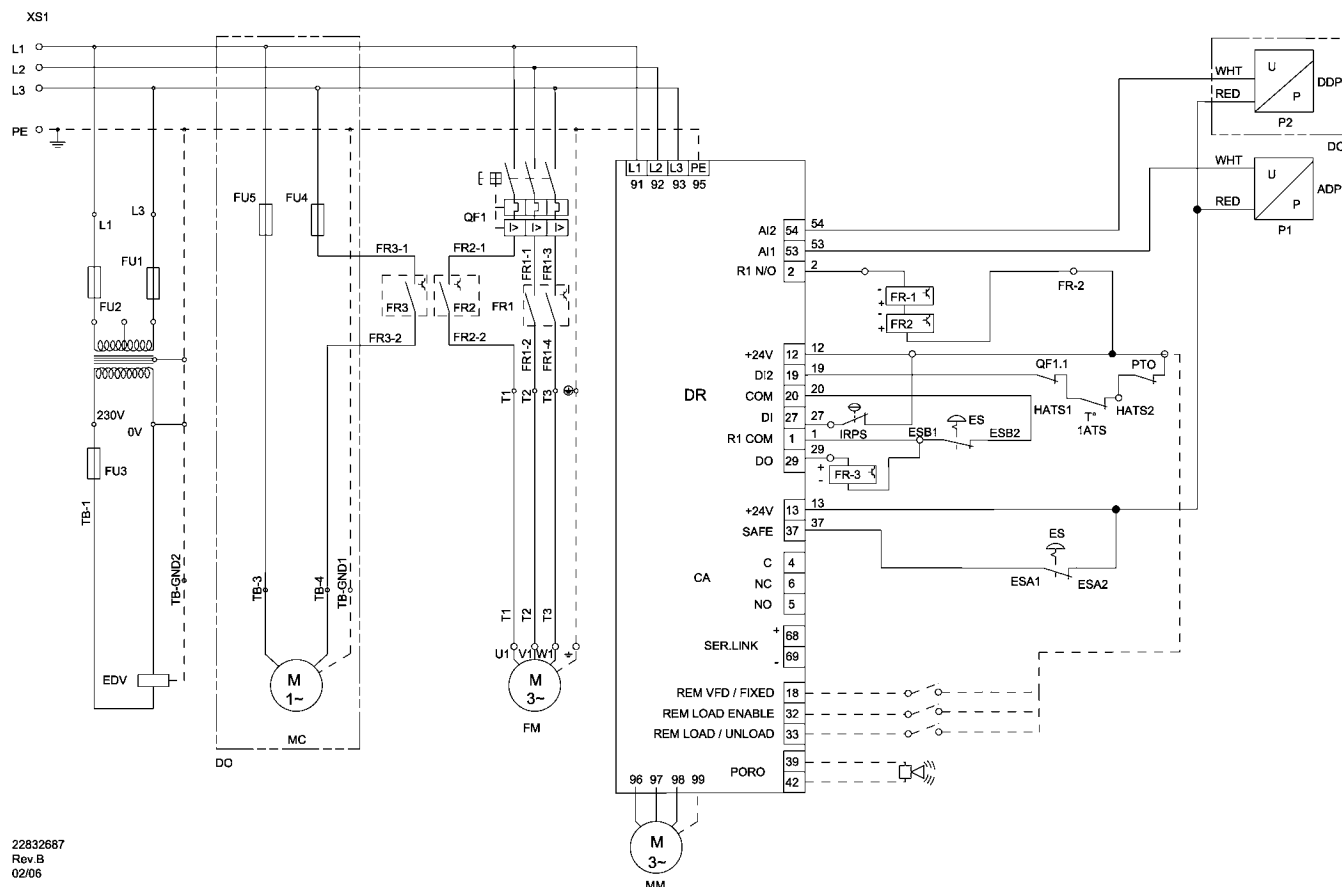 XS1
L1
L2
L3
PE
L1
L3
FU1
FU2
230V
0V
FU3
TB-1
TB-GND2
EDV
FU5
FU4
FR3-1
FR2-1
FR3
FR2
FR3-2
FR2-2
TB-3
TB-4
TB-GND1
M
1~
MC
DO
QF1
I> I> I>
FR1-1
FR1-3
FR1
FR1-2
FR1-4
T1 T2 T3
T1 T2 T3
U1 V1 W1
M
3~
FM
L1 L2 L3 PE
91 92 93 95
DR
CA
AI2 54 54
AI1 53 53
R1 N/O 2 2
+24V 12 12
DI2 19 19
COM 20 20
DI 27 27
R1 COM 1 1
DO 29 29
+24V 13 13
SAFE 37 37
C 4
NC 6
NO 5
SER.LINK
+ 68
69
-
REM VFD / FIXED 18
REM LOAD ENABLE 32
REM LOAD / UNLOAD 33
PORO
39
42
96 97 98 99
M
3~
MM
- +
FR-1
- +
FR2
FR-2
QF1.1
PTO
HATS1
T°
1ATS
HATS2
IRPS
ESB1
ES
ESB2
+ -
FR-3
ES
ESA1
ESA2
WHT
RED
U
P
DDP
P2
DO
WHT
RED
U
P
ADP
P1
22832687
Rev.B
02/06